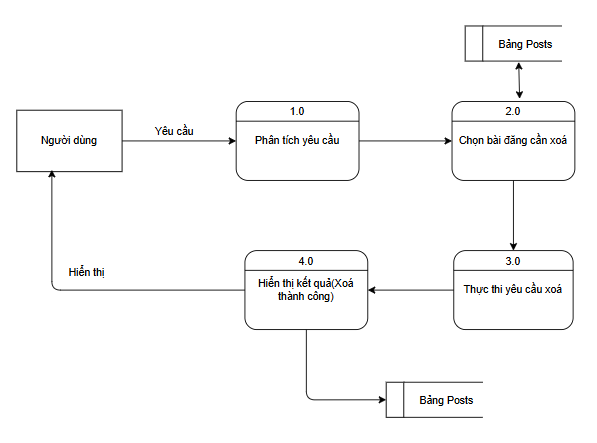 Bảng Posts
1.0
2.0
Người dùng
Yêu cầu
Phân tích yêu cầu
Chọn bài đăng cần xoá
4.0
3.0
Hiển thị
Hiển thị kết quả(Xoá
thành công)
Thực thi yêu cầu xoá
Bảng Posts